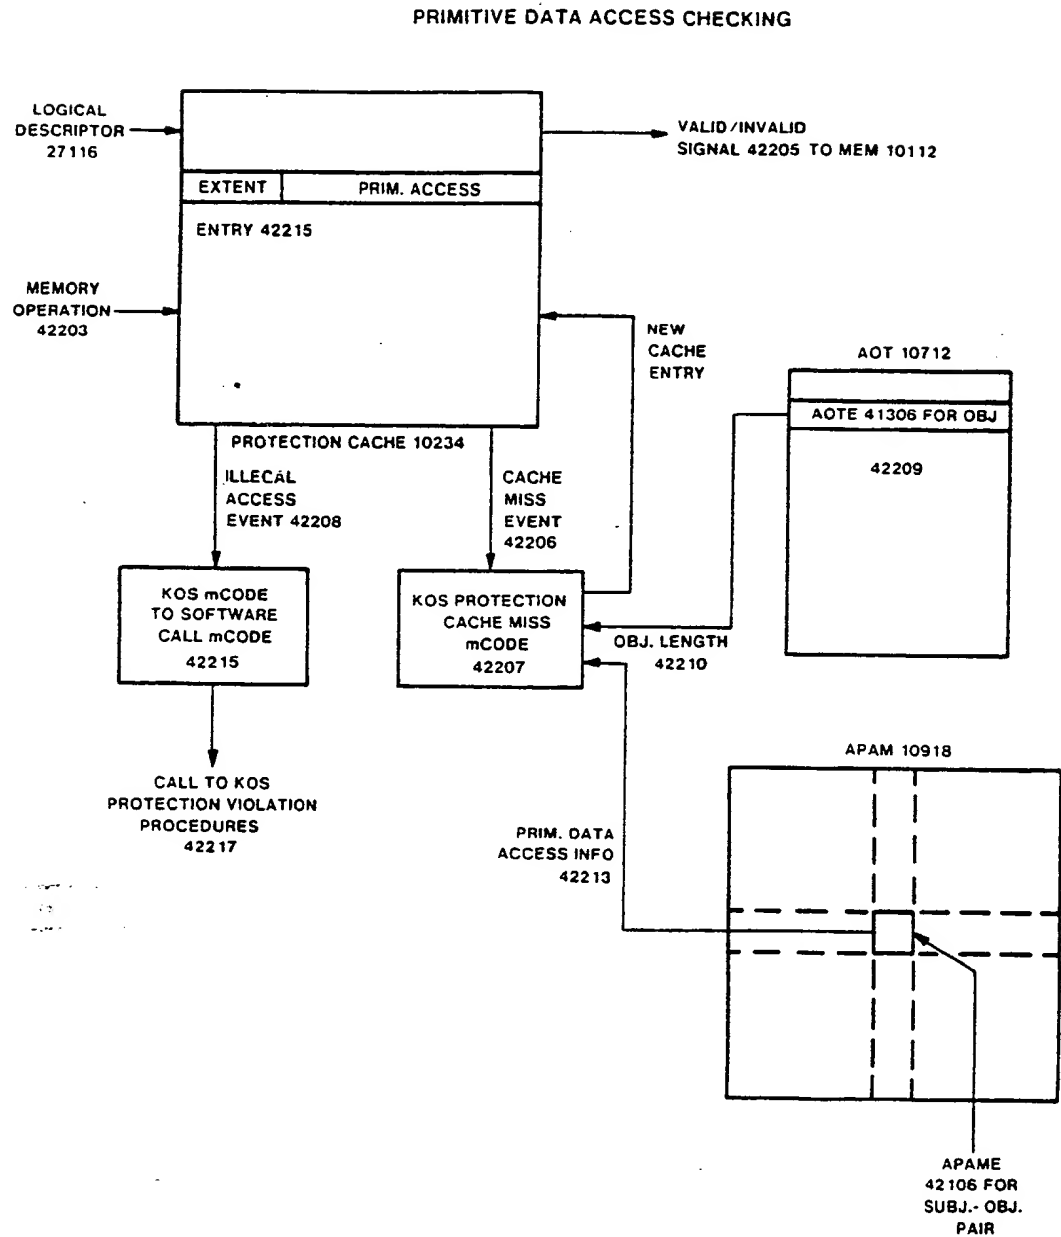 PRIMITIVE DATA ACCESS CHECKING
LOGICAL
DESCRIPTOR
27116
VALID/INVALID
SIGNAL 42205 TO MEM 10112
EXTENT
PRIM. ACCESS
ENTRY 42215
MEMORY
OPERATION
42203
NEW
CACHE
ENTRY
AOT 10712
AOTE 41306 FOR OBJ
42209
PROTECTION CACHE 10234
ILLECAL
ACCESS
EVENT 42208
CACHE
MISS
EVENT
42206
KOS mCODE
TO SOFTWARE
CALL mCODE
42215
KOS PROTECTION
CACHE MISS
mCODE
42207
OBJ. LENGTH
42210
CALL TO KOS
PROTECTION VIOLATION
PROCEDURES
42217
APAM 10918
PRIM. DATA
ACCESS INFO
42213
APAME
42106 FOR
SUBJ.- OBJ.
PAIR